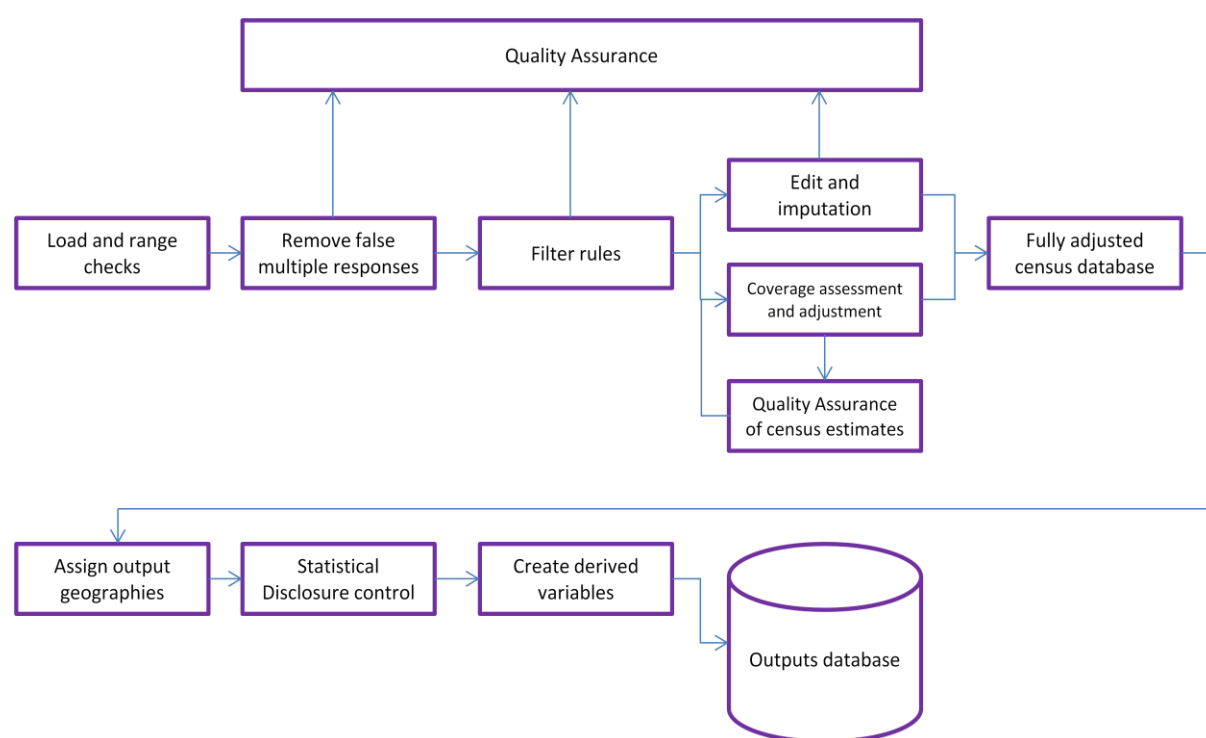 Quality Assurance
Load and range
checks
Remove false
multiple responses
Filter rules
Edit and
imputation
Coverage assessment
and adjustment
Quality Assurance
of census estimates
Fully adjusted
census database
Assign output
geographies
Statistical
Disclosure control
Create derived
variables
Outputs database